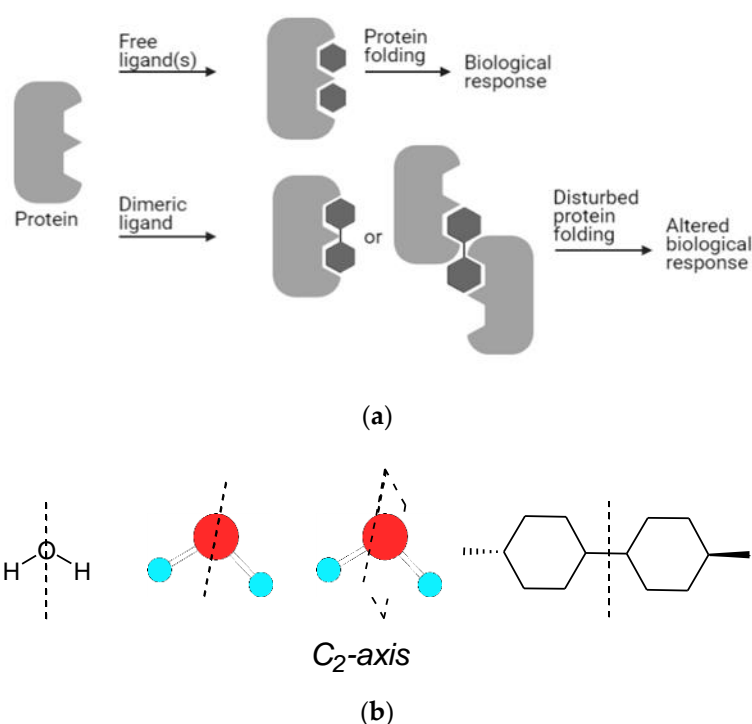 Free
ligand(s)
Protein
folding
Biological
response
Protein
Dimeric
ligand
or
Disturbed
protein
folding
Altered
biological
response
(a)
O
H H
C₂-axis
(b)